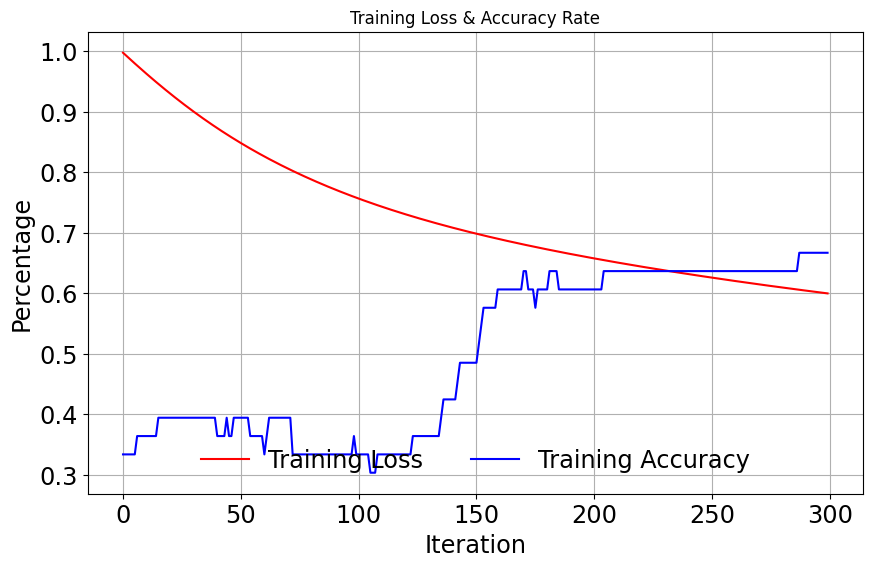 Training Loss & Accuracy Rate
1.0
0.9
0.8
0.7
0.6
0.5
0.4
0.3
Percentage
Training Loss Training Accuracy
0 50 100 150 200 250 300
Iteration